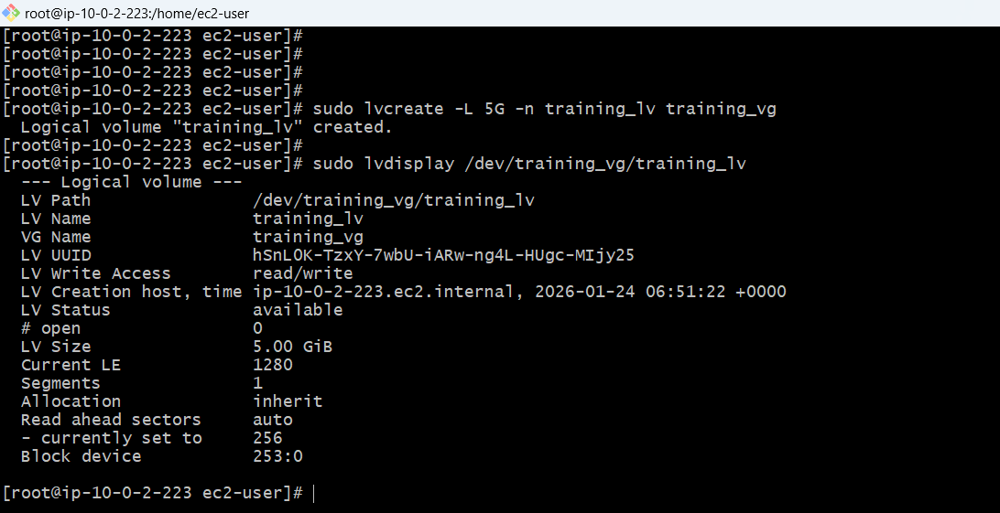 root@ip-10-0-2-223:/home/ec2-user
[root@ip-10-0-2-223 ec2-user]#
[root@ip-10-0-2-223 ec2-user]#
[root@ip-10-0-2-223 ec2-user]#
[root@ip-10-0-2-223 ec2-user]#
[root@ip-10-0-2-223 ec2-user]# sudo lvcreate -L 5G -n training_lv training_vg
  Logical volume "training_lv" created.
[root@ip-10-0-2-223 ec2-user]#
[root@ip-10-0-2-223 ec2-user]# sudo lvdisplay /dev/training_vg/training_lv
  --- Logical volume ---
  LV Path                /dev/training_vg/training_lv
  LV Name                training_lv
  VG Name                training_vg
  LV UUID                hSnL0K-TzxY-7wbU-iARw-ng4L-HUgc-MIjy25
  LV Write Access        read/write
  LV Creation host, time ip-10-0-2-223.ec2.internal, 2026-01-24 06:51:22 +0000
  LV Status              available
  # open                 0
  LV Size                5.00 GiB
  Current LE             1280
  Segments               1
  Allocation             inherit
  Read ahead sectors     auto
  - currently set to     256
  Block device           253:0
[root@ip-10-0-2-223 ec2-user]#